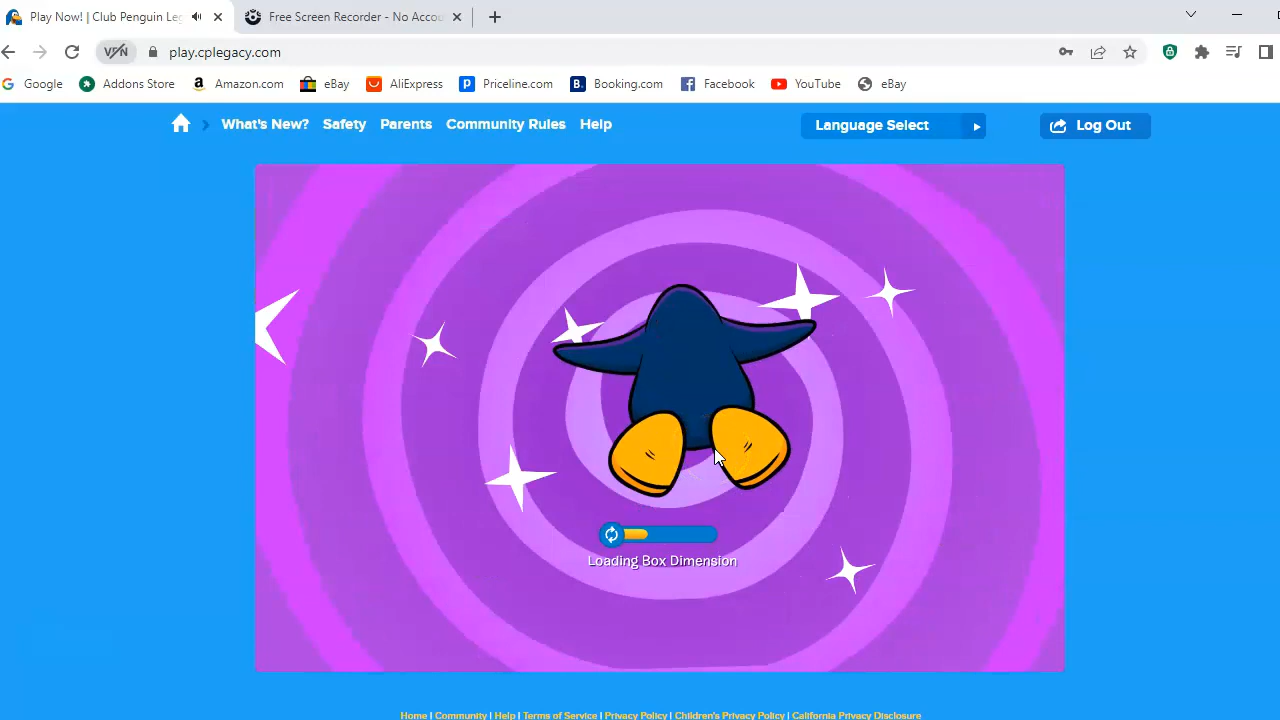 Play Now! | Club Penguin Leg
Free Screen Recorder - No Accou
VPN
play.cplegacy.com
Google
Addons Store
Amazon.com
eBay
AliExpress
Priceline.com
Booking.com
Facebook
YouTube
eBay
What's New?
Safety
Parents
Community Rules
Help
Language Select
Log Out
Loading Box Dimension
Home | Community | Help | Terms of Service | Privacy Policy | Children's Privacy Policy | California Privacy Disclosure